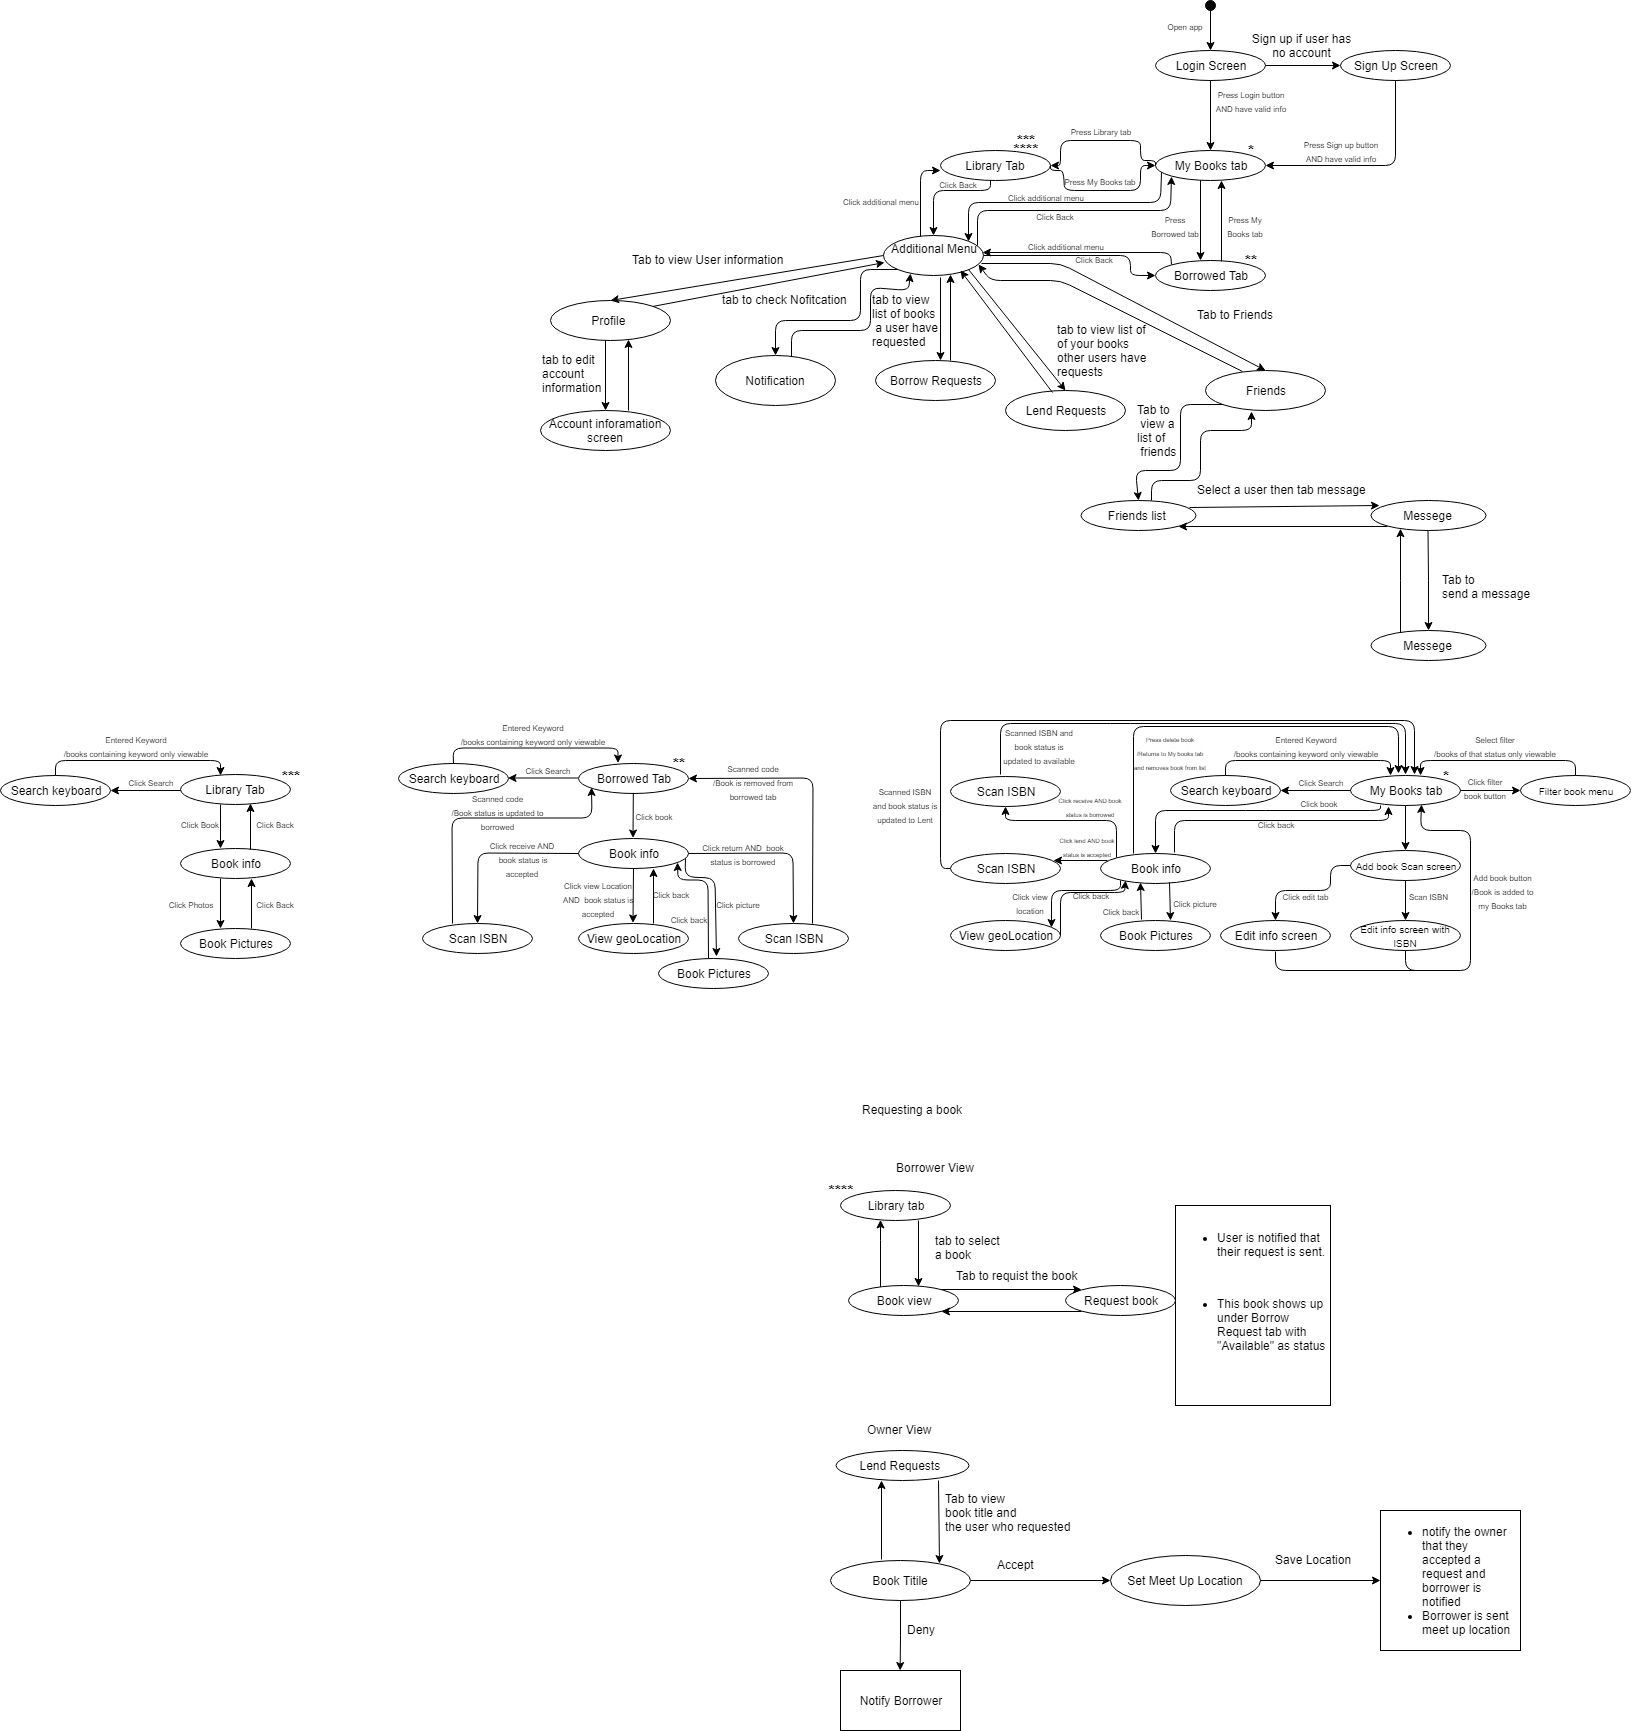 Open app
Sign up if user has
no account
Login Screen
Sign Up Screen
Press Login button
AND have valid info
Press Library tab
***
****
Library Tab
*
My Books tab
Press Sign up button
AND have valid info
Click Back
Press My Books tab
Click additional menu
Click additional menu
Click Back
Press
Borrowed tab
Press My
Books tab
Additional Menu
Click additional menu
Click Back
**
Borrowed Tab
Tab to view User information
tab to check Nofitcation
tab to view
list of books
a user have
requested
Tab to Friends
Profile
tab to view list of
of your books
other users have
requests
tab to edit
account
information
Notification
Borrow Requests
Friends
Lend Requests
Tab to
view a
list of
friends
Account inforamation
screen
Select a user then tab message
Friends list
Messege
Tab to
send a message
Messege
Entered Keyword
/books containing keyword only viewable
***
Search keyboard
Click Search
Library Tab
Click Book
Click Back
Book info
Click Photos
Click Back
Book Pictures
Entered Keyword
/books containing keyword only viewable
**
Search keyboard
Click Search
Borrowed Tab
Scanned code
/Book is removed from
borrowed tab
Scanned code
/Book status is updated to
borrowed
Click book
Click receive AND
book status is
accepted
Book info
Click return AND book
status is borrowed
Click view Location
AND book status is
accepted
Click back
Click picture
Click back
Scan ISBN
View geoLocation
Scan ISBN
Book Pictures
Scanned ISBN and
book status is
updated to available
Press delete book
/Returns to My books tab
and removes book from list
Entered Keyword
/books containing keyword only viewable
Select filter
/books of that status only viewable
*
Scan ISBN
Search keyboard
Click Search
My Books tab
Click filter
book button
Filter book menu
Scanned ISBN
and book status is
updated to Lent
Click receive AND book
status is borrowed
Click book
Click back
Click lend AND book
status is accepted
Scan ISBN
Book info
Add book Scan screen
Click view
location
Click back
Click back
Click picture
Click edit tab
Scan ISBN
Add book button
/Book is added to
my Books tab
View geoLocation
Book Pictures
Edit info screen
Edit info screen with
ISBN
Requesting a book
Borrower View
****
Library tab
tab to select
a book
Tab to requist the book
Book view
Request book
• User is notified that
their request is sent.
• This book shows up
under Borrow
Request tab with
"Available" as status
Owner View
Lend Requests
Tab to view
book title and
the user who requested
Book Titile
Accept
Set Meet Up Location
Save Location
• notify the owner
that they
accepted a
request and
borrower is
notified
• Borrower is sent
meet up location
Deny
Notify Borrower